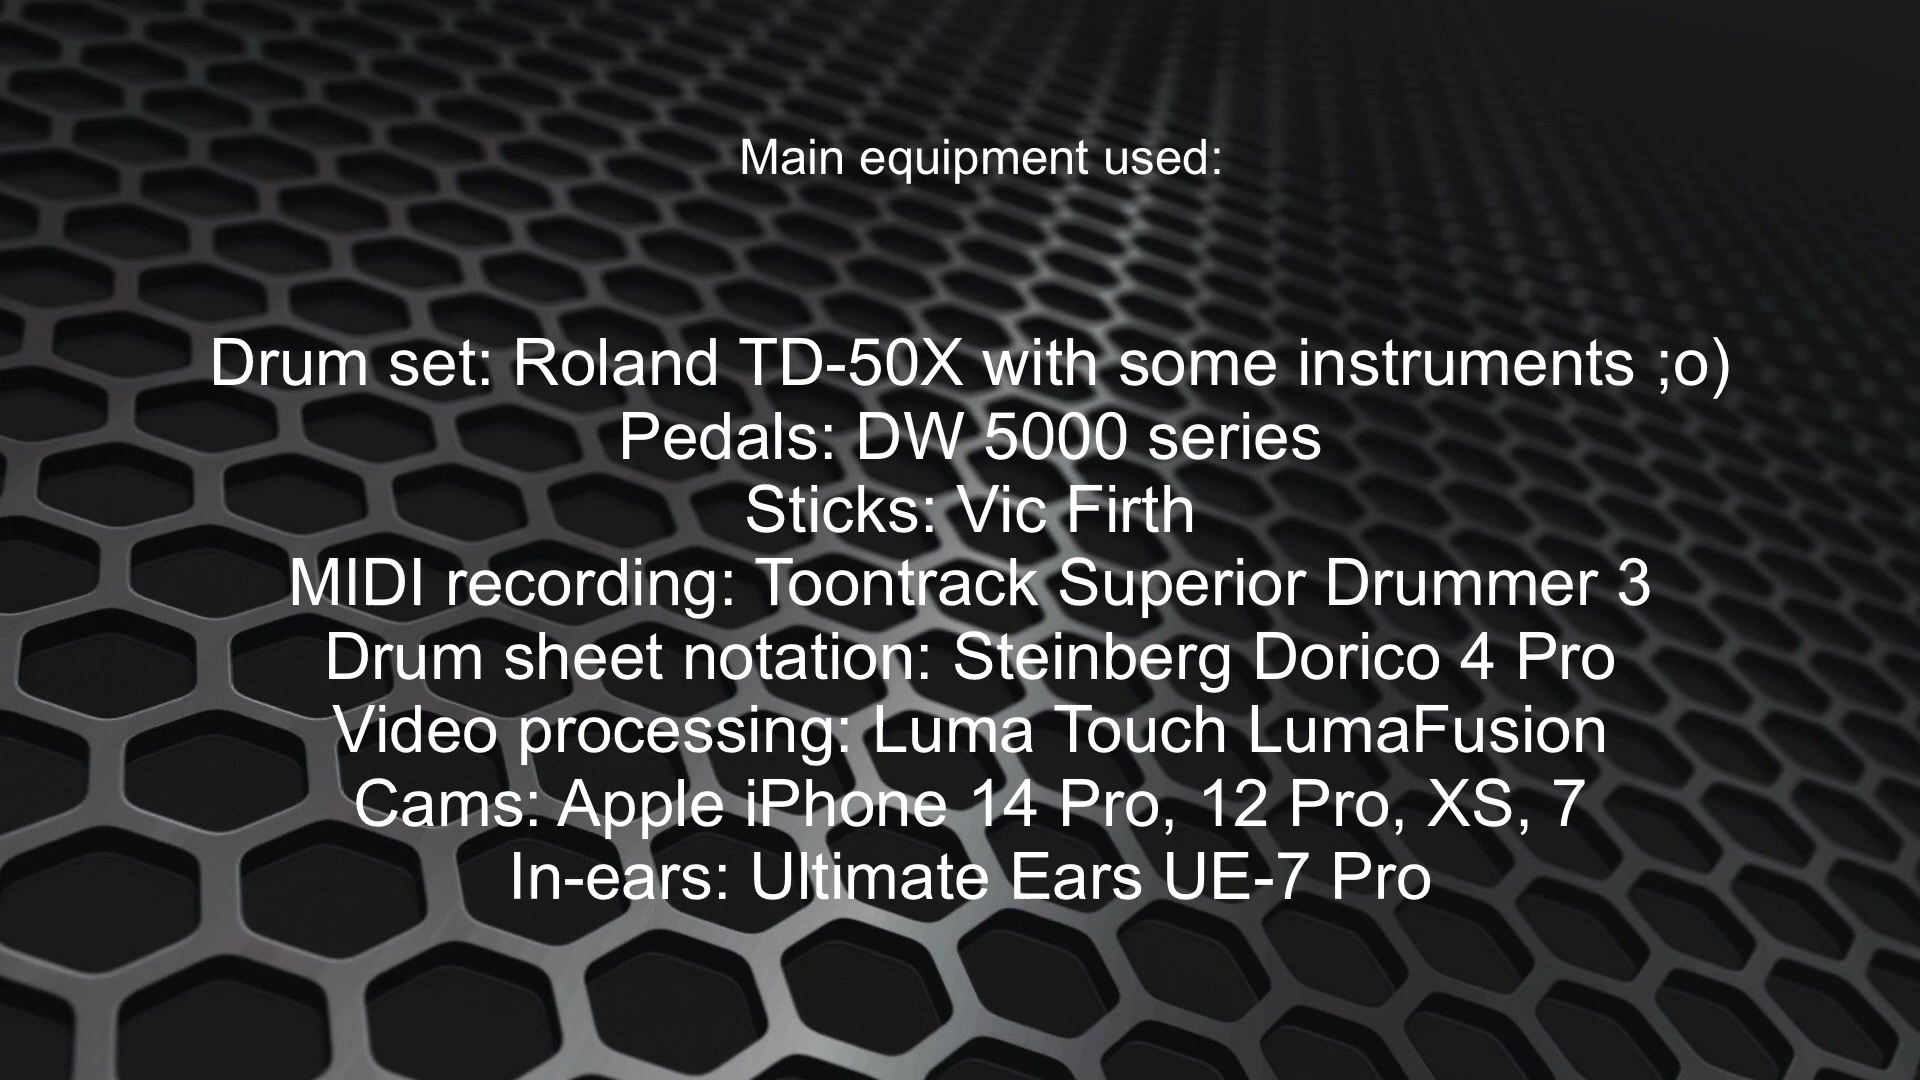 Main equipment used:
Drum set: Roland TD-50X with some instruments ;o)
Pedals: DW 5000 series
Sticks: Vic Firth
MIDI recording: Toontrack Superior Drummer 3
Drum sheet notation: Steinberg Dorico 4 Pro
Video processing: Luma Touch LumaFusion
Cams: Apple iPhone 14 Pro, 12 Pro, XS, 7
In-ears: Ultimate Ears UE-7 Pro